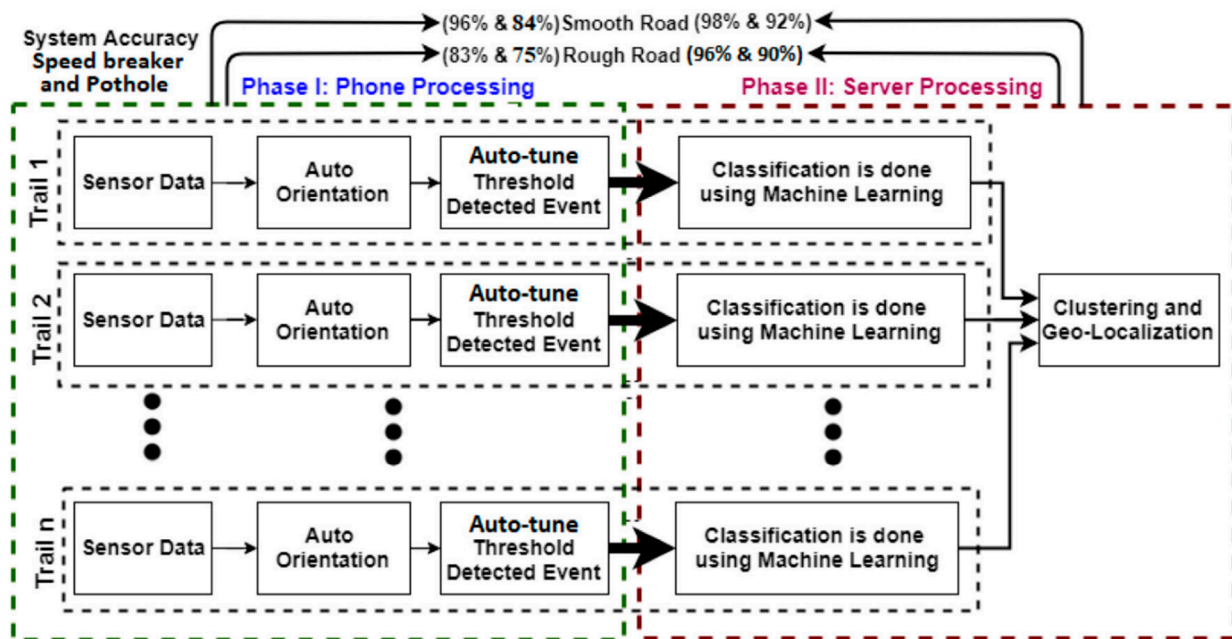 (96% & 84%) Smooth Road (98% & 92%)
System Accuracy
Speed breaker
and Pothole
(83% & 75%) Rough Road (96% & 90%)
Phase I: Phone Processing
Phase II: Server Processing
Trail 1
Sensor Data
Auto
Orientation
Auto-tune
Threshold
Detected Event
Classification is done
using Machine Learning
Trail 2
Sensor Data
Auto
Orientation
Auto-tune
Threshold
Detected Event
Classification is done
using Machine Learning
Clustering and
Geo-Localization
Trail n
Sensor Data
Auto
Orientation
Auto-tune
Threshold
Detected Event
Classification is done
using Machine Learning